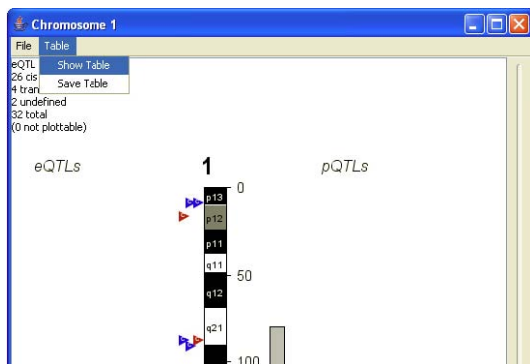 Chromosome 1
File Table
Show Table
Save Table
eQTL
26 cis
4 tran
2 undefined
32 total
(0 not plottable)
eQTLs 1 pQTLs
0
p13
p12
p11
q11
50
q12
q21
100